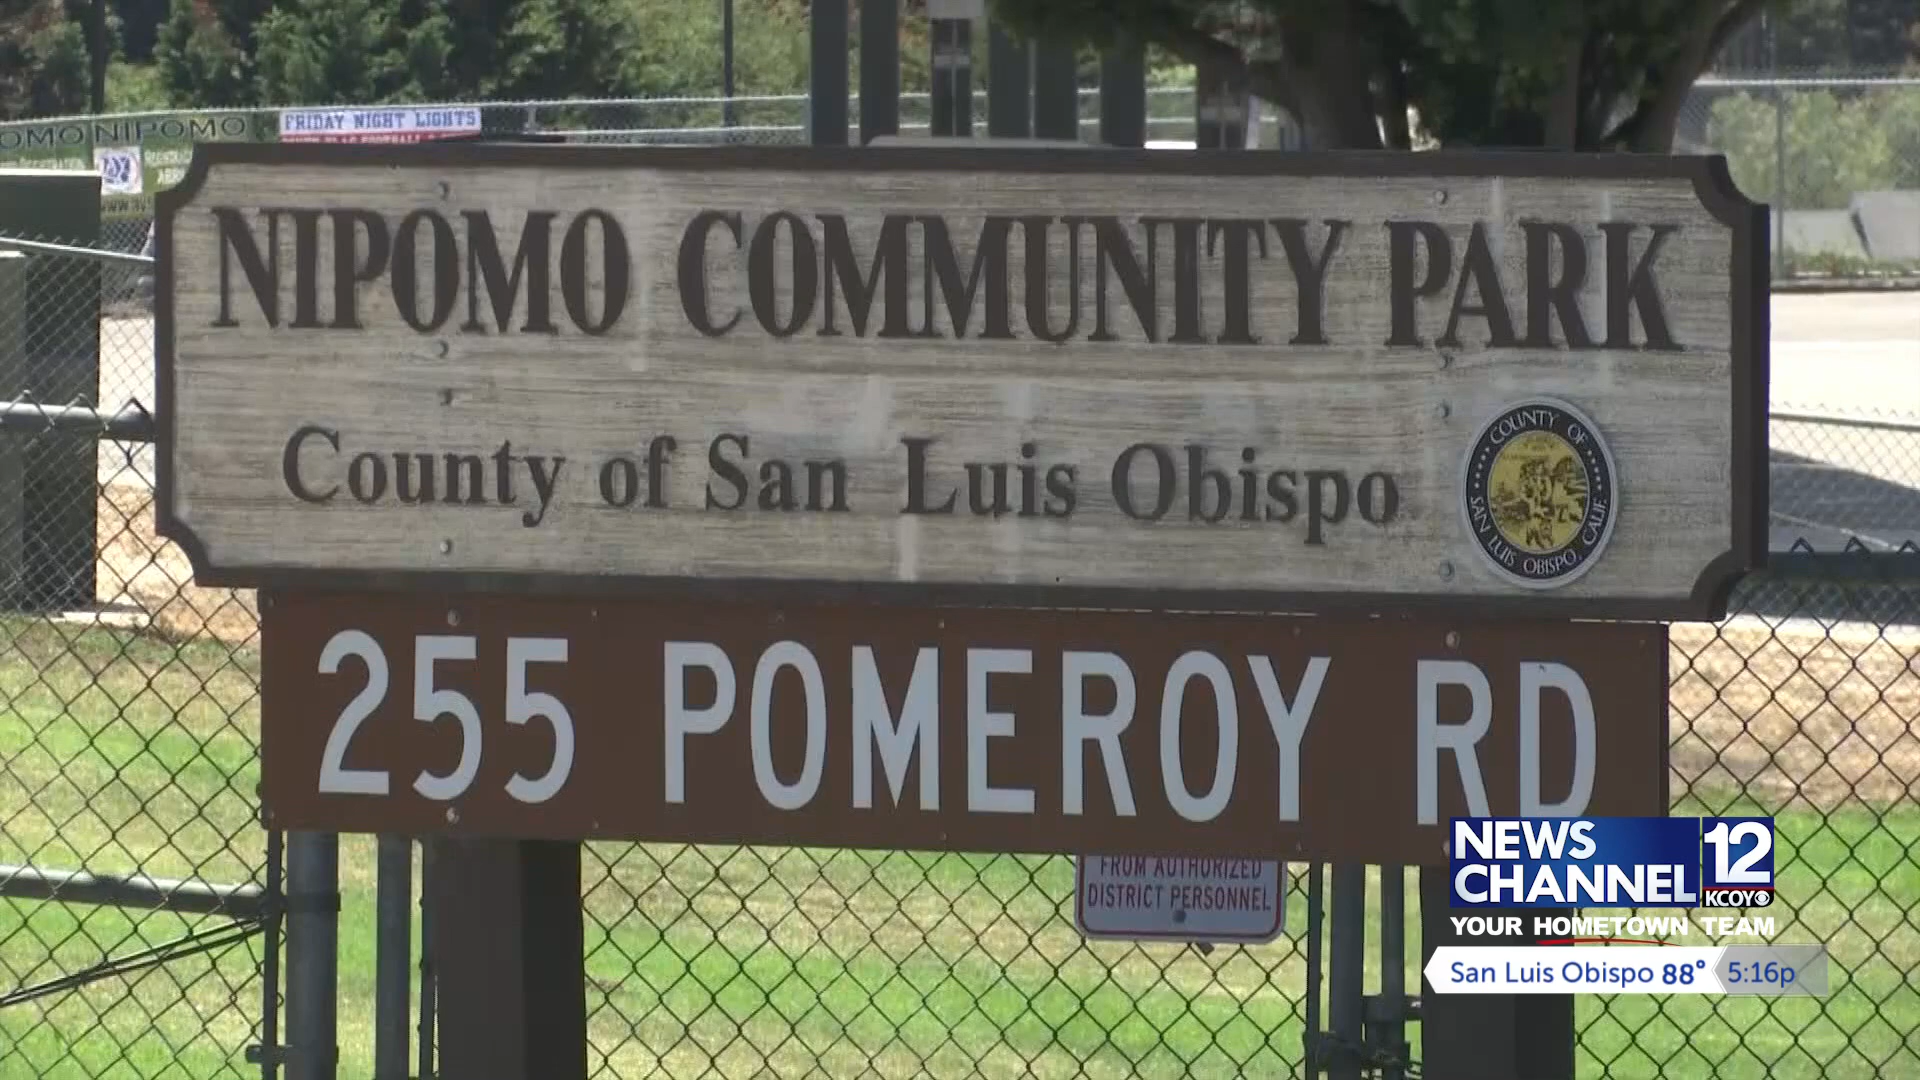 NIPOMO NIPOMO
FRIDAY NIGHT LIGHTS
NIPOMO COMMUNITY PARK
County of San Luis Obispo
COUNTY OF
SAN LUIS OBISPO, CALIF.
255 POMEROY RD
FROM AUTHORIZED
DISTRICT PERSONNEL
NEWS
CHANNEL 12
KCOY
YOUR HOMETOWN TEAM
San Luis Obispo 88° 5:16p